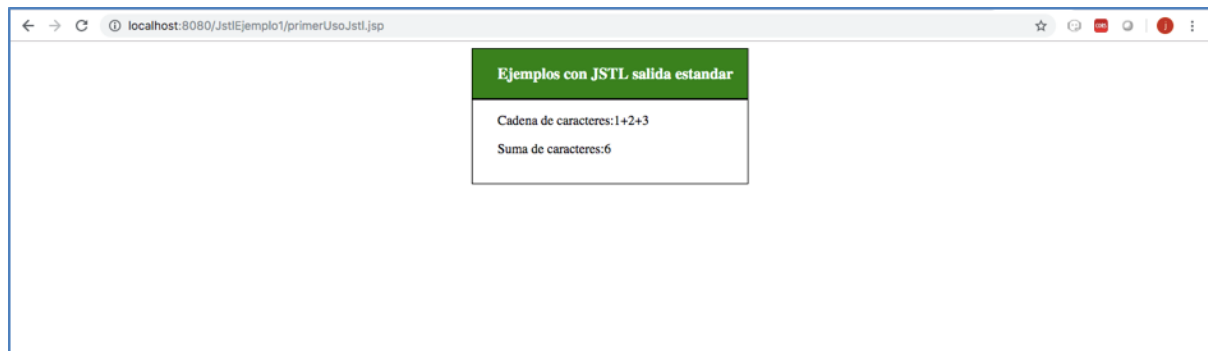 localhost:8080/JstlEjemplo1/primerUsoJstl.jsp
Ejemplos con JSTL salida estandar
Cadena de caracteres:1+2+3
Suma de caracteres:6